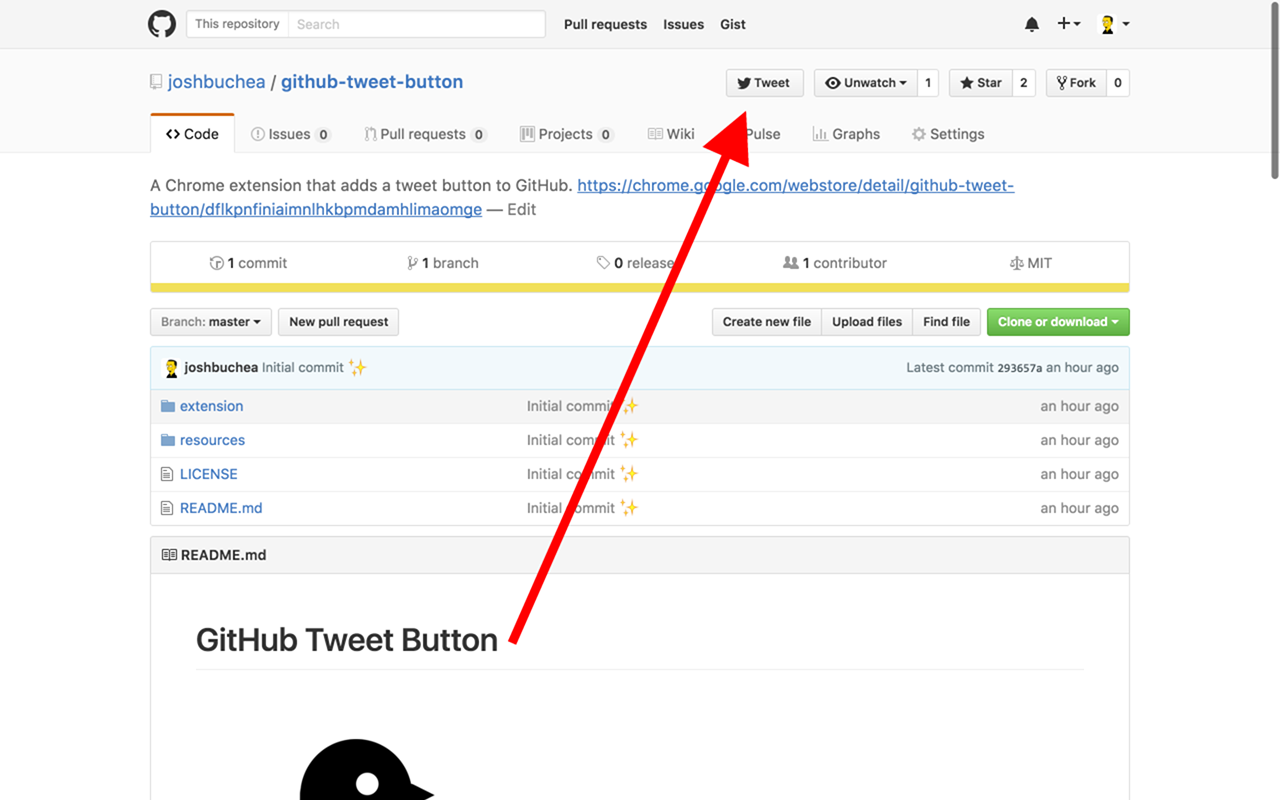 This repository Search Pull requests Issues Gist
joshbuchea / github-tweet-button Tweet Unwatch 1 Star 2 Fork 0
Code Issues 0 Pull requests 0 Projects 0 Wiki Pulse Graphs Settings
A Chrome extension that adds a tweet button to GitHub. https://chrome.google.com/webstore/detail/github-tweet-
button/dflkpnfiniaimnlhkbpmdamhlimaomge — Edit
1 commit 1 branch 0 release 1 contributor MIT
Branch: master New pull request Create new file Upload files Find file Clone or download
joshbuchea Initial commit ✨ Latest commit 293657a an hour ago
extension Initial commit ✨ an hour ago
resources Initial commit ✨ an hour ago
LICENSE Initial commit ✨ an hour ago
README.md Initial commit ✨ an hour ago
README.md
GitHub Tweet Button